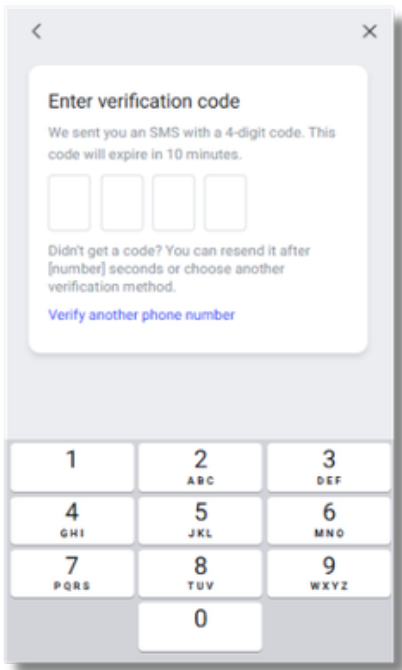 Enter verification code
We sent you an SMS with a 4-digit code. This
code will expire in 10 minutes.
Didn't get a code? You can resend it after
[number] seconds or choose another
verification method.
Verify another phone number
1 2 3
ABC DEF
4 5 6
GHI JKL MNO
7 8 9
PQRS TUV WXYZ
0